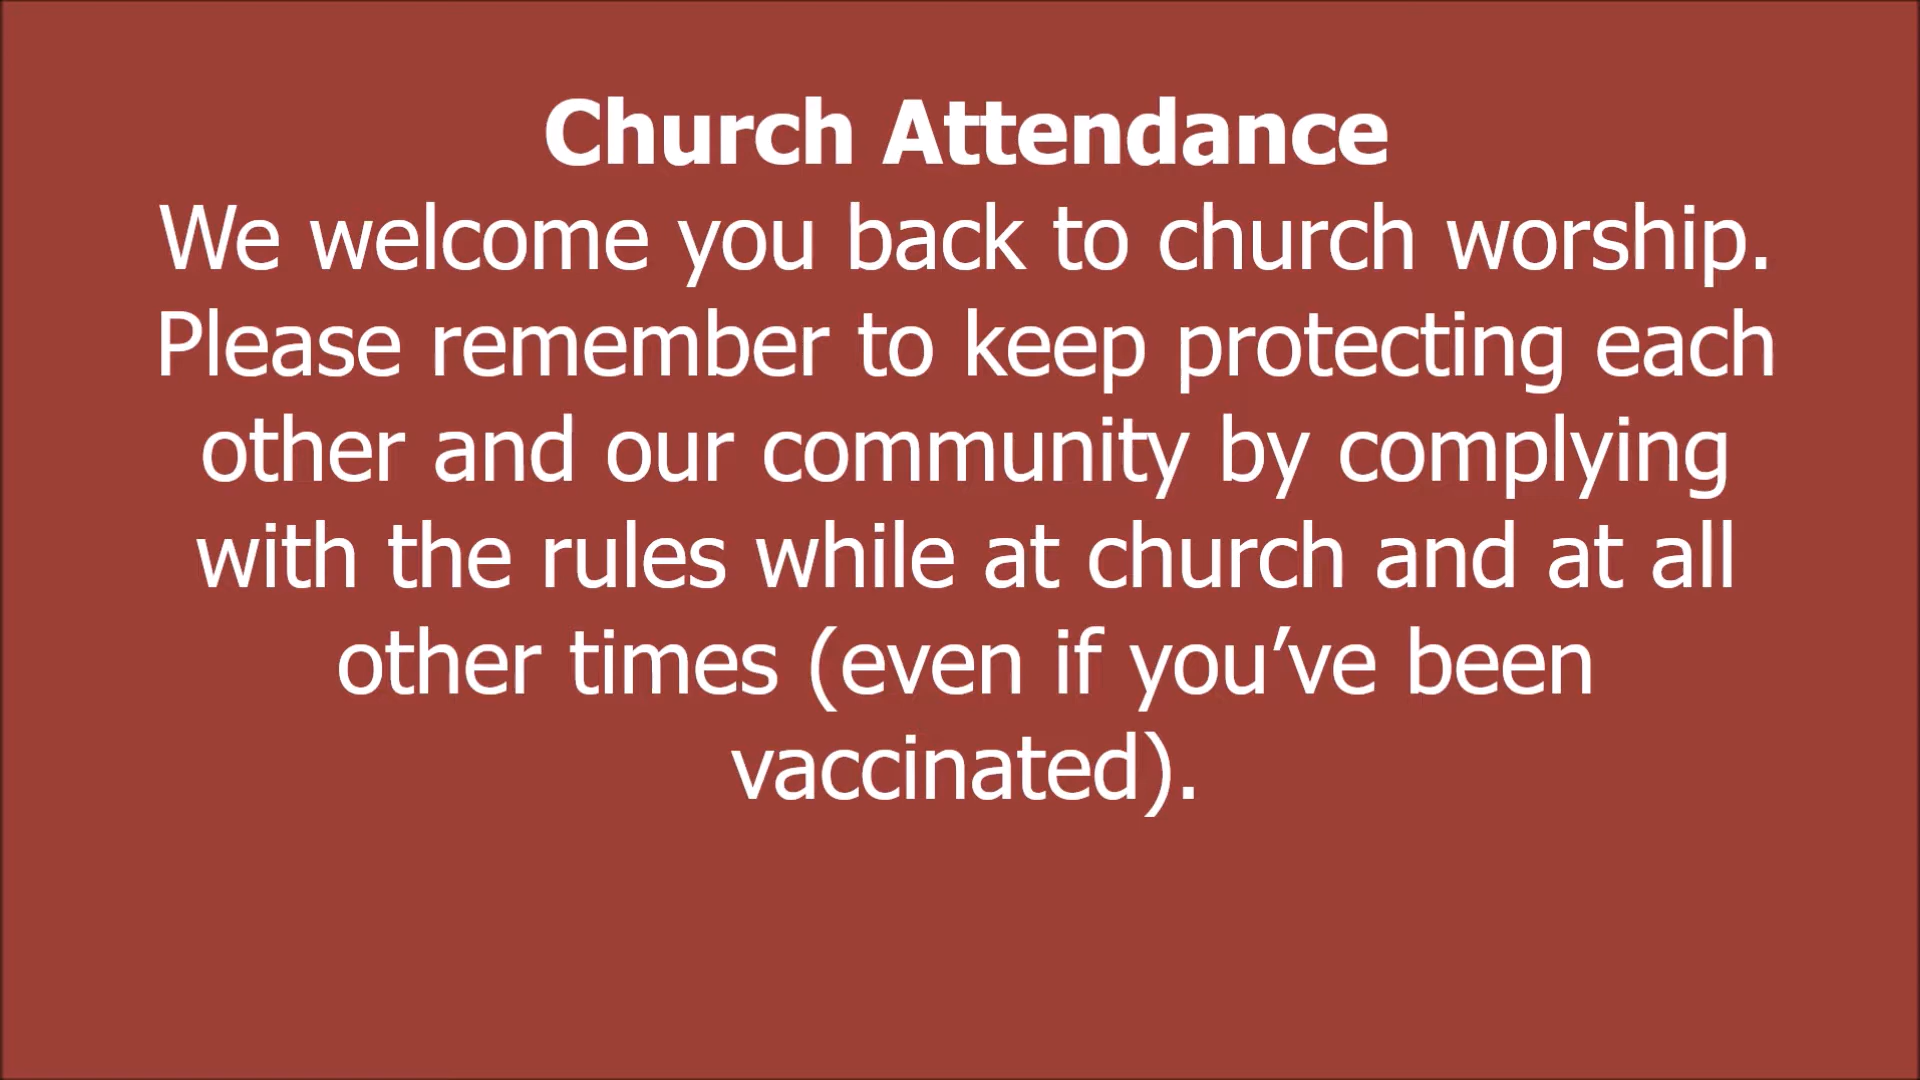 Church Attendance
We welcome you back to church worship.
Please remember to keep protecting each
other and our community by complying
with the rules while at church and at all
other times (even if you’ve been
vaccinated).